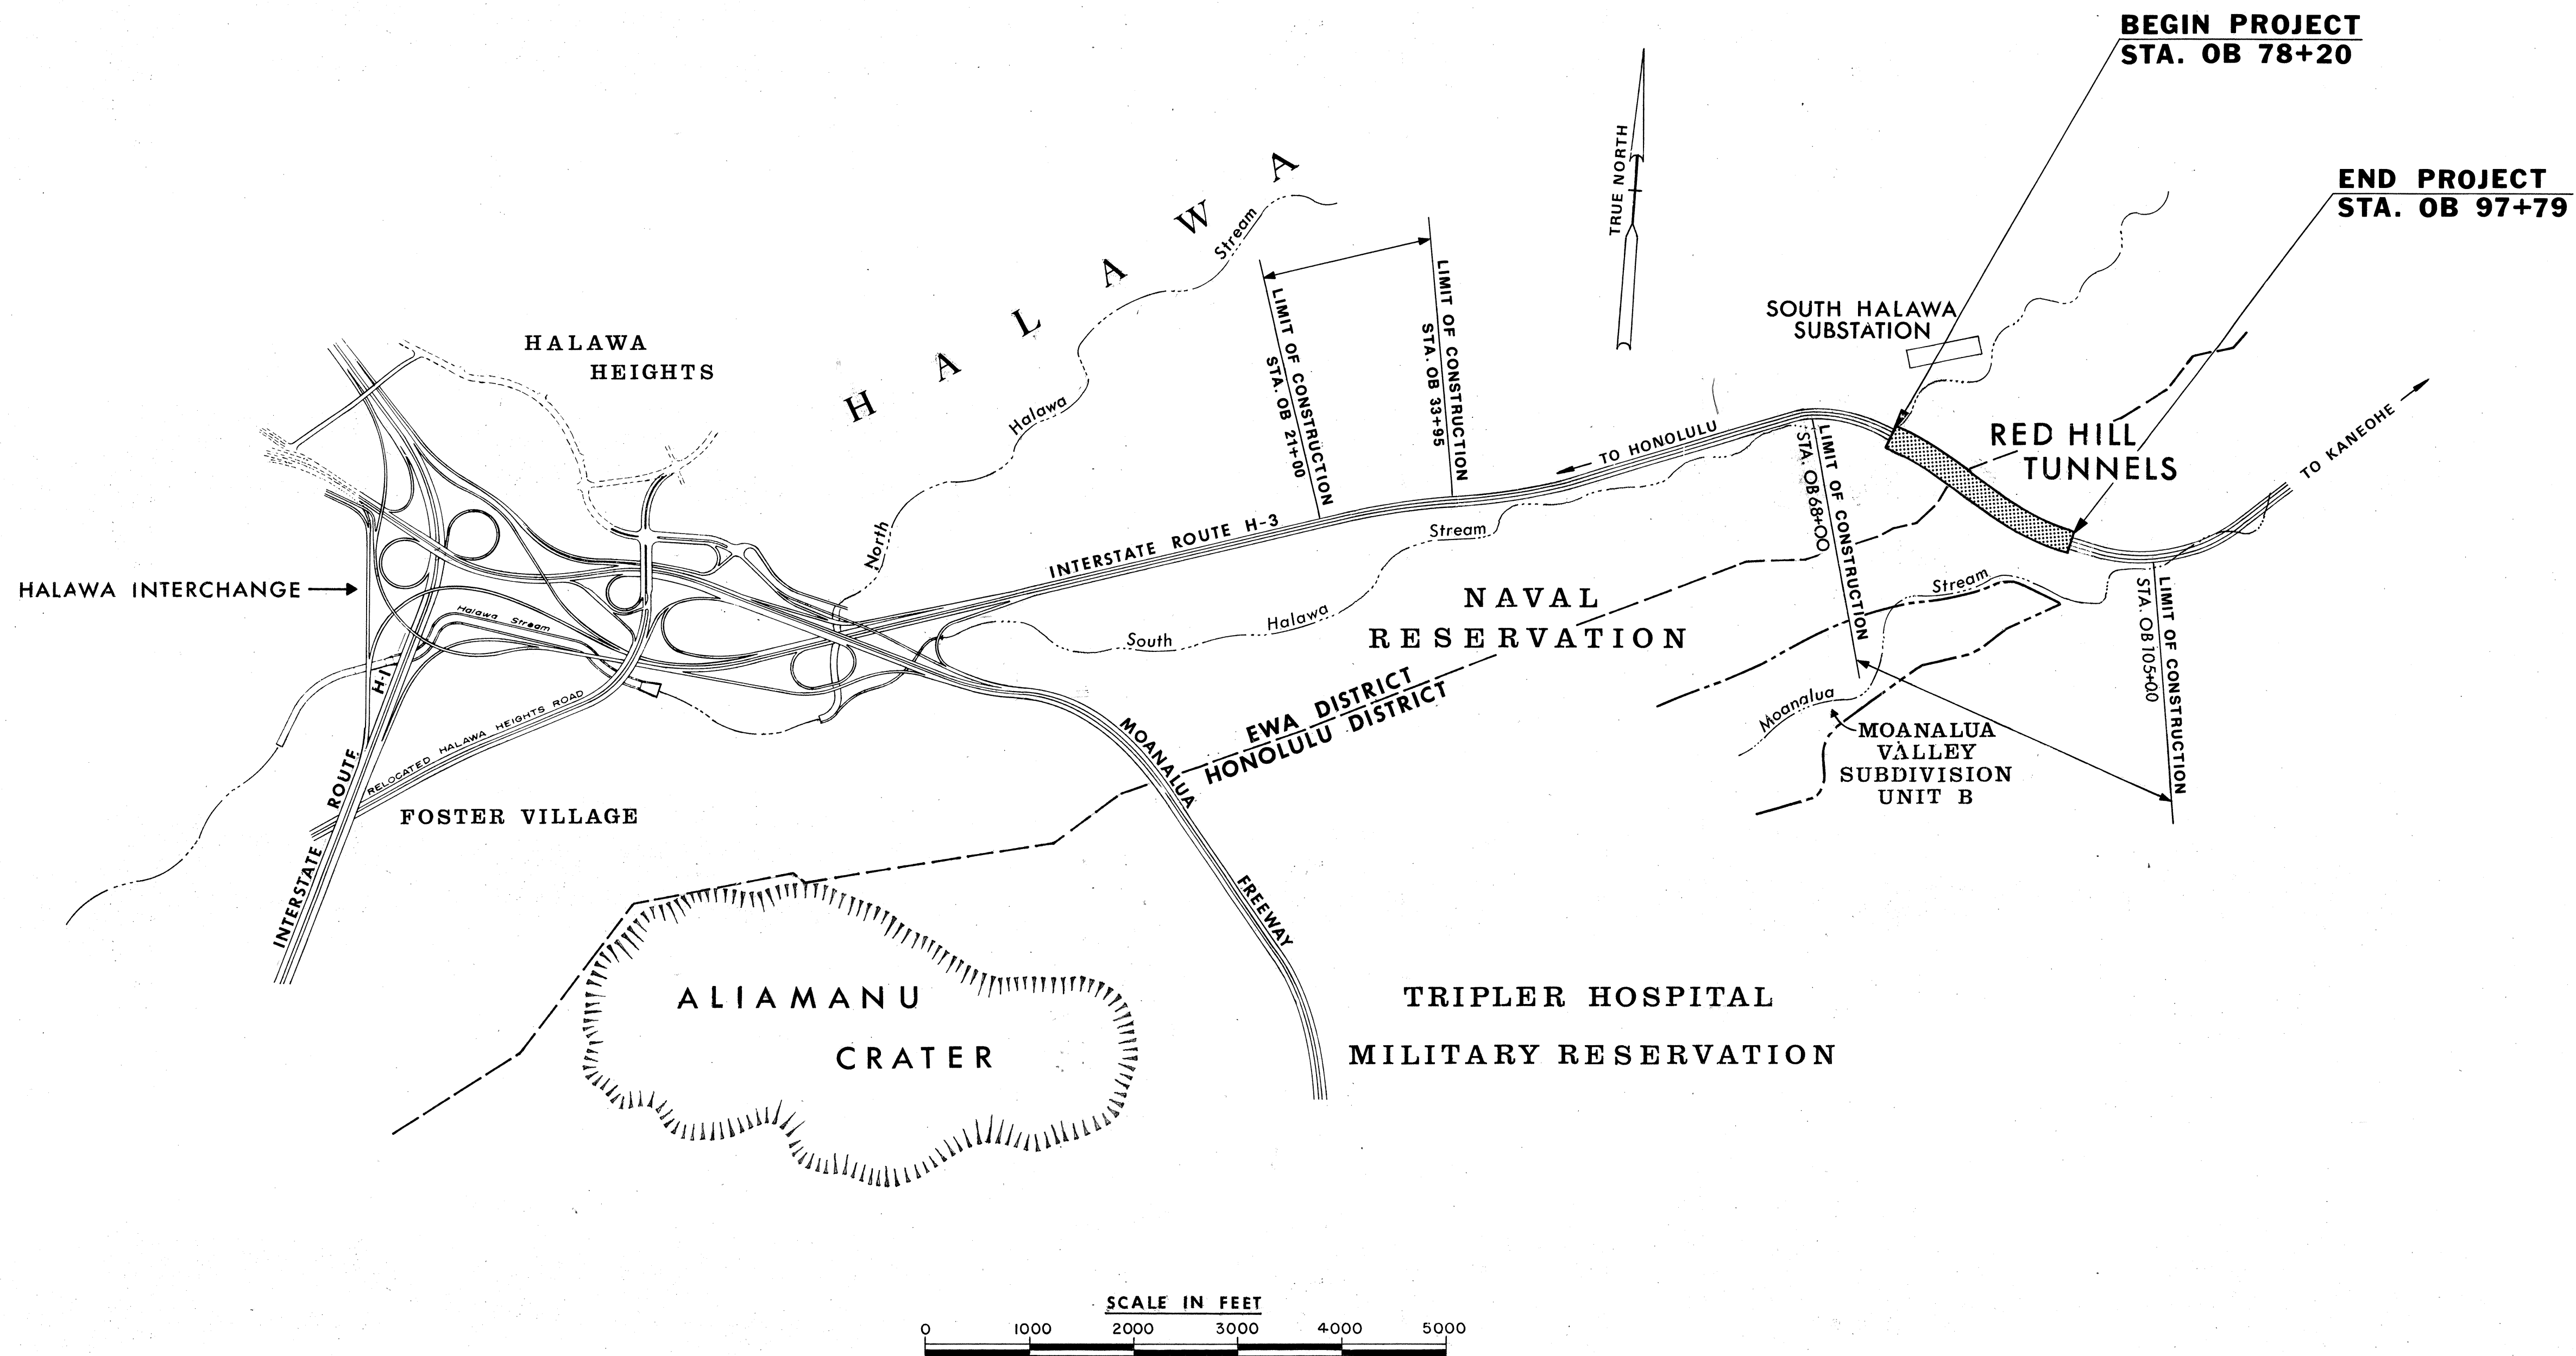 BEGIN PROJECT
STA. OB 78+20
END PROJECT
STA. OB 97+79
TRUE NORTH
H A L A W A
North
Halawa
Stream
LIMIT OF CONSTRUCTION
STA. OB 21+00
LIMIT OF CONSTRUCTION
STA. OB 33+95
SOUTH HALAWA
SUBSTATION
HALAWA
HEIGHTS
TO HONOLULU
RED HILL
TUNNELS
TO KANEOHE
LIMIT OF CONSTRUCTION
STA. OB 68+00
INTERSTATE ROUTE H-3
South
Halawa
Stream
HALAWA INTERCHANGE
Halawa Stream
NAVAL
RESERVATION
Stream
Moanalua
LIMIT OF CONSTRUCTION
STA. OB 105+00
EWA DISTRICT
HONOLULU DISTRICT
MOANALUA
VALLEY
SUBDIVISION
UNIT B
INTERSTATE ROUTE H-1
RELOCATED HALAWA HEIGHTS ROAD
FOSTER VILLAGE
MOANALUA FREEWAY
ALIAMANU
CRATER
TRIPLER HOSPITAL
MILITARY RESERVATION
SCALE IN FEET
0 1000 2000 3000 4000 5000